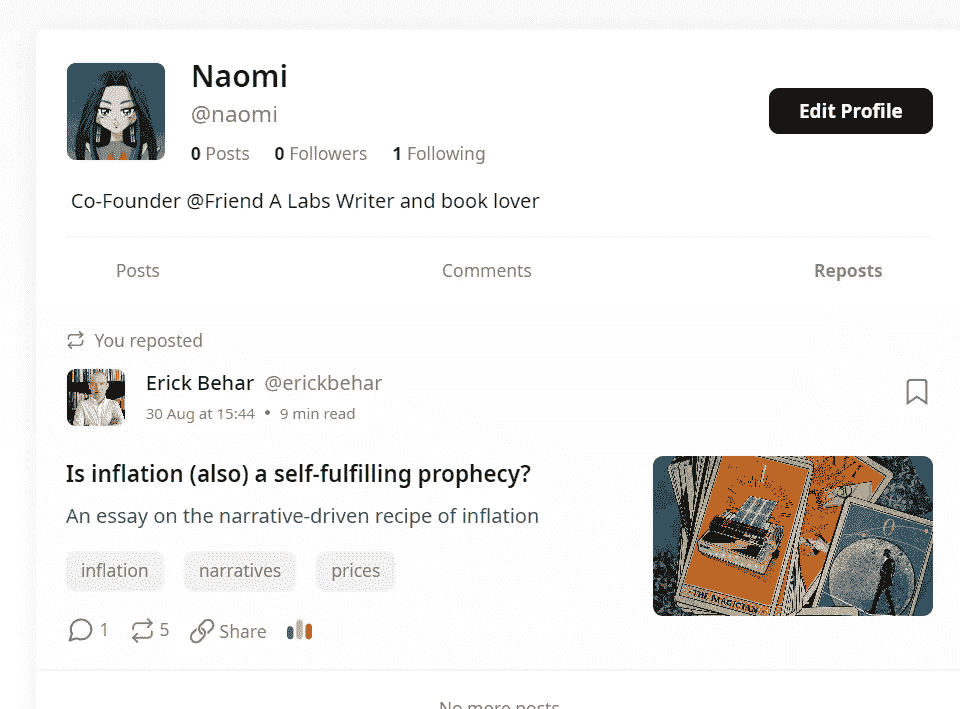 Naomi
@naomi
0 Posts 0 Followers 1 Following
Edit Profile
Co-Founder @Friend A Labs Writer and book lover
Posts Comments Reposts
You reposted
Erick Behar @erickbehar
30 Aug at 15:44 • 9 min read
Is inflation (also) a self-fulfilling prophecy?
An essay on the narrative-driven recipe of inflation
inflation narratives prices
I
0
THE MAGICIAN
1 5 Share
No more posts